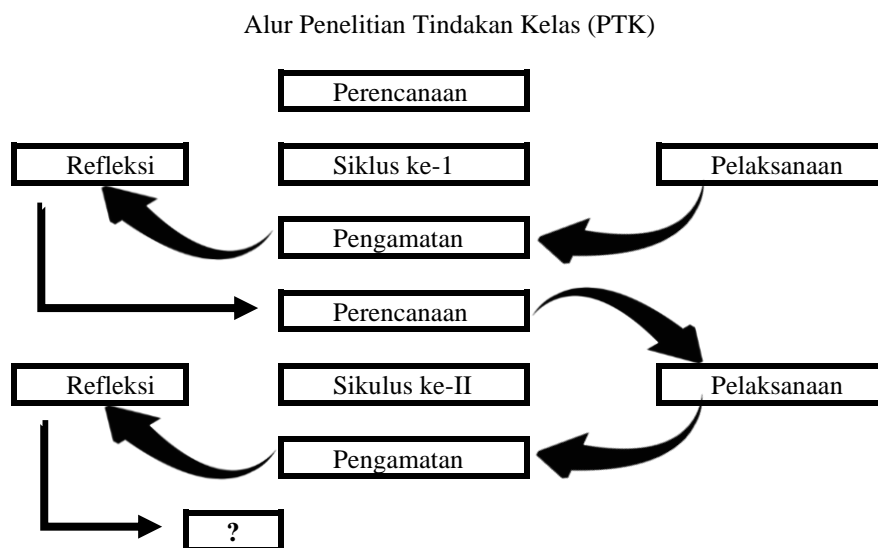 Alur Penelitian Tindakan Kelas (PTK)
Perencanaan
Refleksi
Siklus ke-1
Pelaksanaan
Pengamatan
Perencanaan
Refleksi
Sikulus ke-II
Pelaksanaan
Pengamatan
?